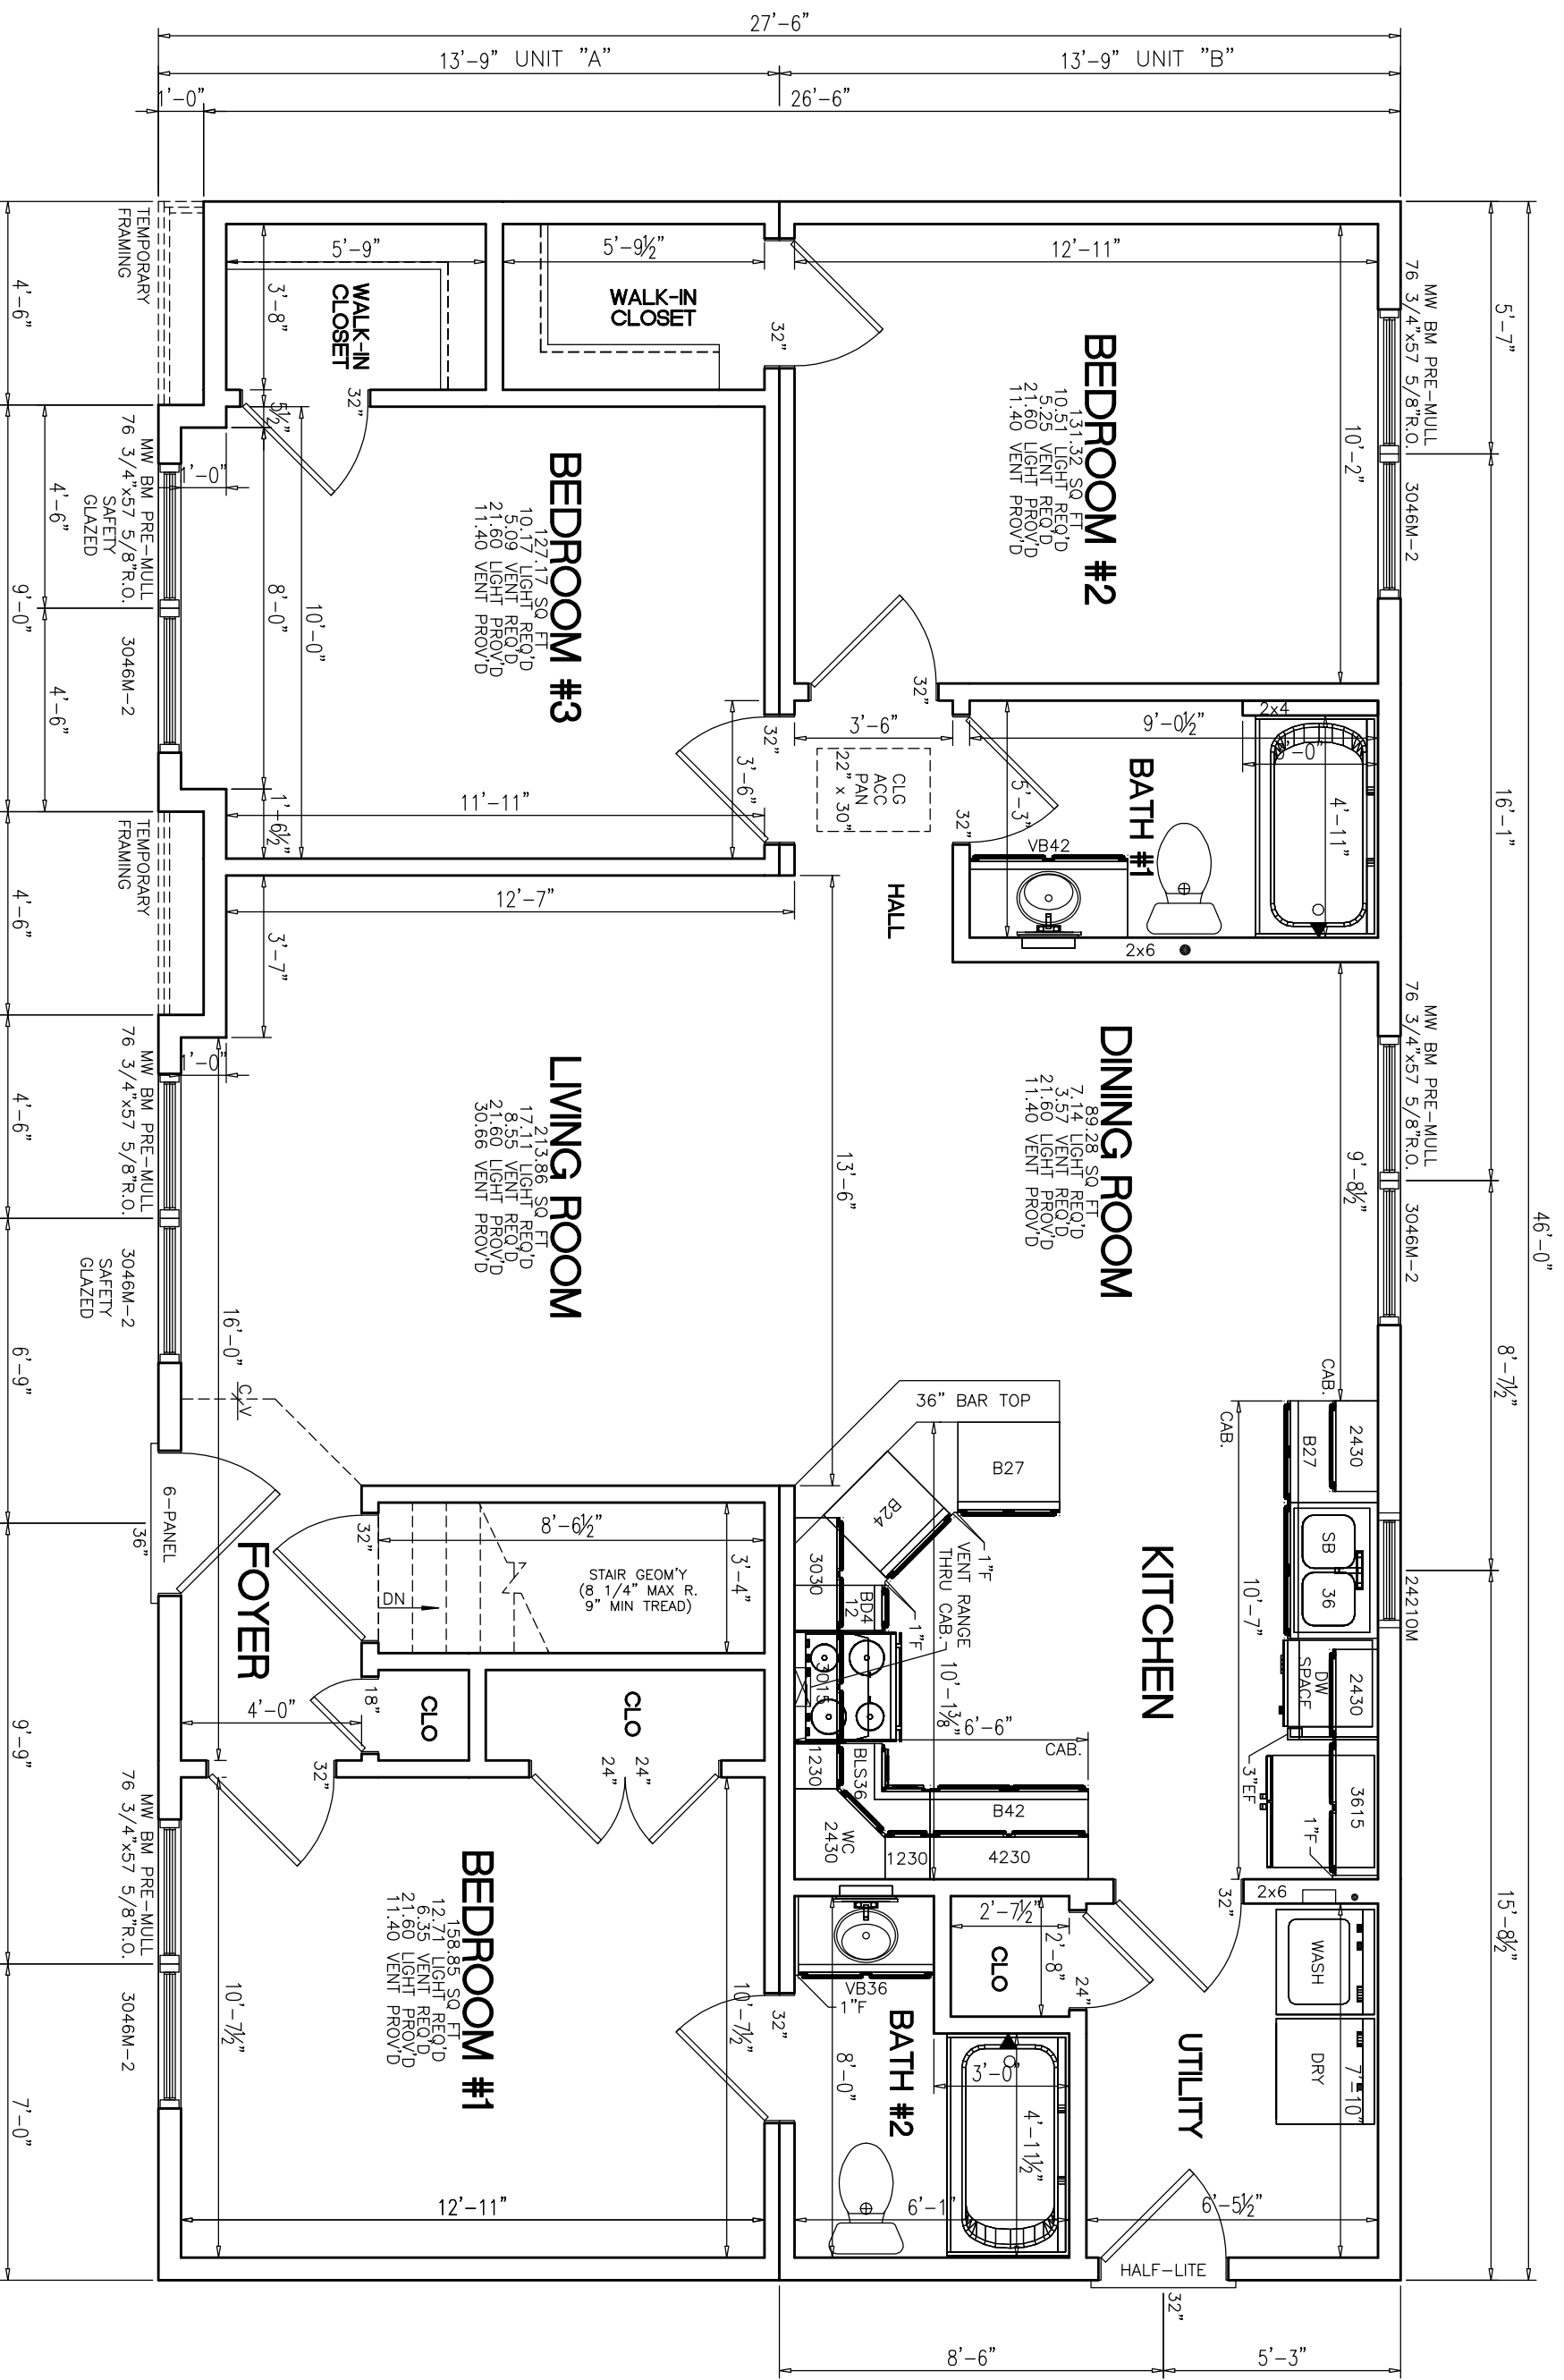 27'-6"
13'-9" UNIT "A"
13'-9" UNIT "B"
1'-0"
26'-6"
46'-0"
5'-7"
16'-1"
8'-7½"
15'-8½"
MW BM PRE-MULL
76 3/4"x57 5/8"R.O.
3046M-2
MW BM PRE-MULL
76 3/4"x57 5/8"R.O.
3046M-2
24210M
BEDROOM #2
131.32 SQ FT
10.51 LIGHT REQ'D
5.25 VENT REQ'D
21.60 LIGHT PROV'D
11.40 VENT PROV'D
12'-11"
10'-2"
32"
32"
WALK-IN
CLOSET
5'-9½"
WALK-IN
CLOSET
5'-9"
3'-8"
32"
5½"
BEDROOM #3
127.17 SQ FT
10.17 LIGHT REQ'D
5.09 VENT REQ'D
21.60 LIGHT PROV'D
11.40 VENT PROV'D
10'-0"
8'-0"
1'-0"
11'-11"
1'-6½"
3'-6"
32"
3'-6"
CLG
ACC
PAN
22" x 30"
HALL
BATH #1
9'-0½"
5'-3"
4'-11"
2x4
32"
VB42
2x6
DINING ROOM
89.28 SQ FT
7.14 LIGHT REQ'D
3.57 VENT REQ'D
21.60 LIGHT PROV'D
11.40 VENT PROV'D
9'-8½"
13'-6"
LIVING ROOM
213.86 SQ FT
17.11 LIGHT REQ'D
8.55 VENT REQ'D
21.60 LIGHT PROV'D
30.66 VENT PROV'D
12'-7"
3'-7"
1'-0"
16'-0"
C/V
KITCHEN
CAB.
CAB.
2430
B27
SB
36
DW
SPACE
2430
3615
3"EF
1"F
10'-7"
36" BAR TOP
B27
B24
1"F
1"F
VENT RANGE
THRU CAB.
10'-1⅜"
6'-6"
CAB.
3030
BD4
12
3015
1230
BLS36
WC
2430
B42
1230
4230
STAIR GEOM'Y
(8 1/4" MAX R.
9" MIN TREAD)
8'-6½"
3'-4"
DN
32"
FOYER
6-PANEL
36"
4'-0"
18"
CLO
CLO
24"
24"
32"
BEDROOM #1
158.85 SQ FT
12.71 LIGHT REQ'D
6.35 VENT REQ'D
21.60 LIGHT PROV'D
11.40 VENT PROV'D
10'-7½"
10'-7½"
12'-11"
32"
BATH #2
VB36
1"F
8'-0"
3'-0"
4'-11½"
6'-1"
CLO
2'-7½"
2'-8"
24"
UTILITY
32"
2x6
WASH
DRY
7'-10"
6'-5½"
HALF-LITE
32"
8'-6"
5'-3"
TEMPORARY
FRAMING
MW BM PRE-MULL
76 3/4"x57 5/8"R.O.
3046M-2
SAFETY
GLAZED
TEMPORARY
FRAMING
MW BM PRE-MULL
76 3/4"x57 5/8"R.O.
3046M-2
SAFETY
GLAZED
MW BM PRE-MULL
76 3/4"x57 5/8"R.O.
3046M-2
4'-6"
4'-6"
4'-6"
9'-0"
4'-6"
4'-6"
6'-9"
9'-9"
7'-0"